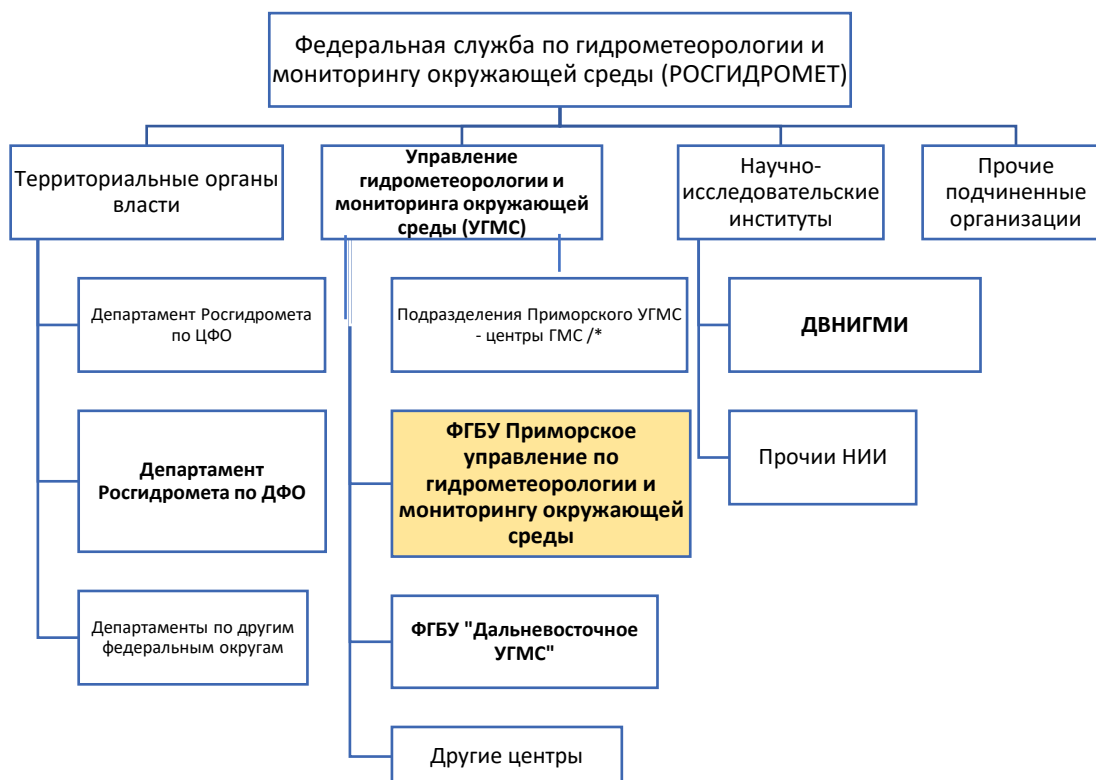 Федеральная служба по гидрометеорологии и
мониторингу окружающей среды (РОСГИДРОМЕТ)
Территориальные органы
власти
Управление
гидрометеорологии и
мониторинга окружающей
среды (УГМС)
Научно-
исследовательские
институты
Прочие
подчиненные
организации
Департамент Росгидромета
по ЦФО
Подразделения Приморского УГМС
- центры ГМС /*
ДВНИГМИ
Департамент
Росгидромета по ДФО
ФГБУ Приморское
управление по
гидрометеорологии и
мониторингу окружающей
среды
Прочии НИИ
Департаменты по другим
федеральным округам
ФГБУ "Дальневосточное
УГМС"
Другие центры